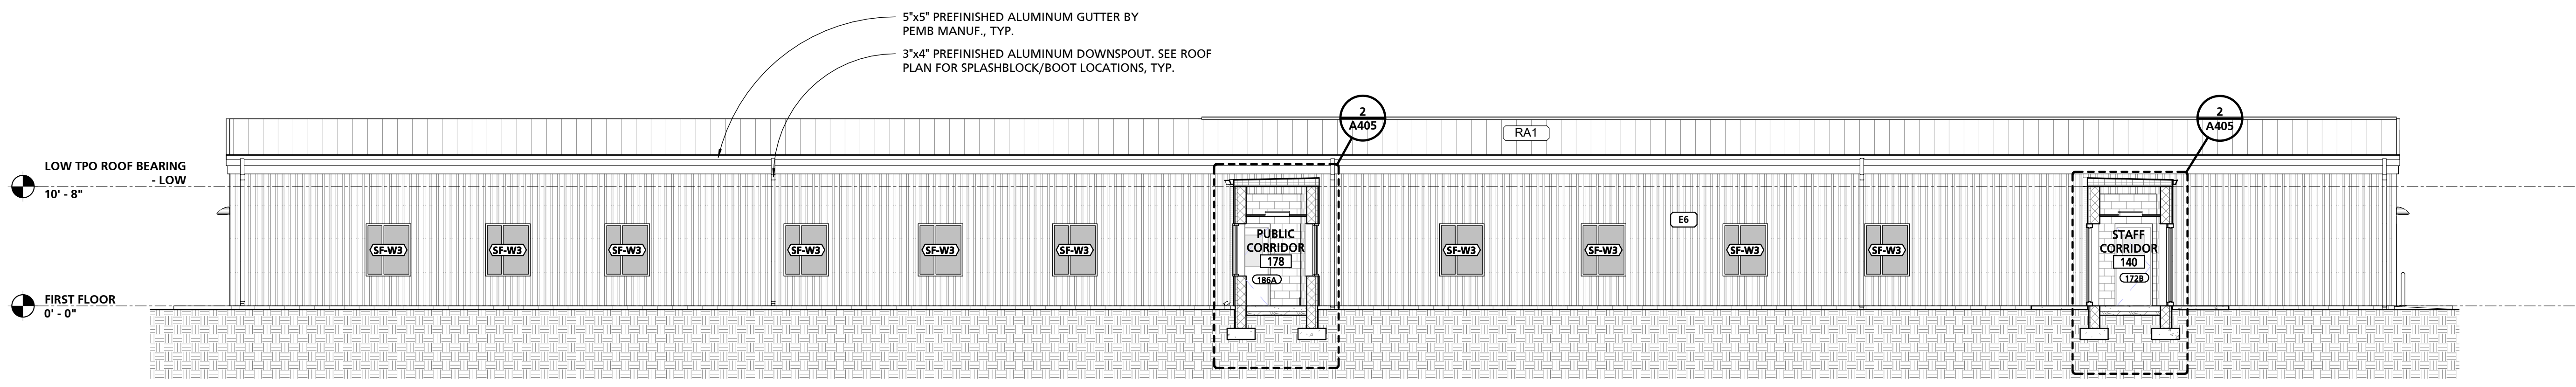 5"x5" PREFINISHED ALUMINUM GUTTER BY
PEMB MANUF., TYP.
3"x4" PREFINISHED ALUMINUM DOWNSPOUT. SEE ROOF
PLAN FOR SPLASHBLOCK/BOOT LOCATIONS, TYP.
2
A405
2
A405
RA1
LOW TPO ROOF BEARING
- LOW
10' - 8"
E6
SF-W3
SF-W3
SF-W3
SF-W3
SF-W3
SF-W3
PUBLIC
CORRIDOR
178
186A
SF-W3
SF-W3
SF-W3
SF-W3
STAFF
CORRIDOR
140
172B
FIRST FLOOR
0' - 0"